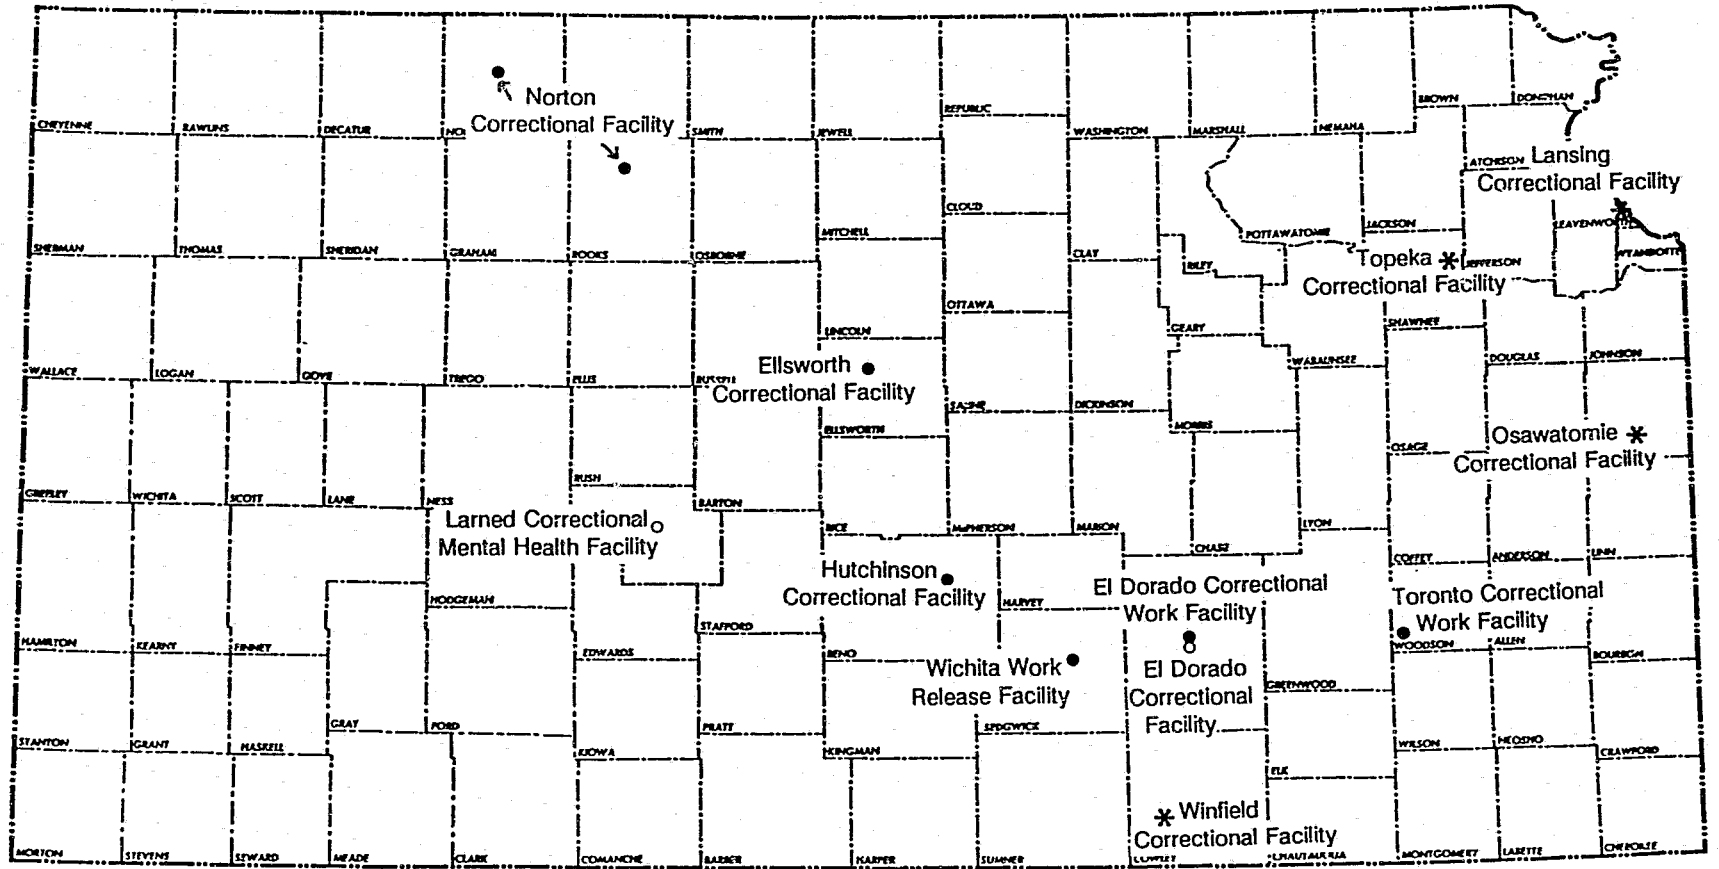 BROWN
DONIPHAN
Norton
Correctional Facility
REPUBLIC
CHEYENNE
RAWLINS
DECATUR
SMITH
JEWELL
WASHINGTON
MARSHALL
NEMAHA
ATCHISON
Lansing
Correctional Facility
CLOUD
MITCHELL
JACKSON
LEAVENWORTH
POTTAWATOMIE
SHERMAN
THOMAS
SHERIDAN
GRAHAM
ROOKS
OSBORNE
CLAY
RILEY
WYANDOTTE
Topeka
Correctional Facility
JEFFERSON
OTTAWA
LINCOLN
GEARY
SHAWNEE
WABAUNSEE
DOUGLAS
JOHNSON
Ellsworth
Correctional Facility
WALLACE
LOGAN
GOVE
TREGO
ELLIS
RUSSELL
SALINE
DICKINSON
MORRIS
ELLSWORTH
OSAGE
Osawatomie
Correctional Facility
RUSH
GREELEY
WICHITA
SCOTT
LANE
NESS
BARTON
Larned Correctional
Mental Health Facility
RICE
McPHERSON
MARION
LYON
CHASE
COFFEY
ANDERSON
LINN
Hutchinson
Correctional Facility
El Dorado Correctional
Work Facility
Toronto Correctional
Work Facility
HODGEMAN
HARVEY
STAFFORD
HAMILTON
KEARNY
FINNEY
EDWARDS
RENO
WOODSON
ALLEN
BOURBON
Wichita Work
Release Facility
El Dorado
Correctional
Facility
GREENWOOD
GRAY
FORD
PRATT
SEDGWICK
STANTON
GRANT
HASKELL
KIOWA
KINGMAN
WILSON
NEOSHO
CRAWFORD
ELK
Winfield
Correctional Facility
MORTON
STEVENS
SEWARD
MEADE
CLARK
COMANCHE
BARBER
HARPER
SUMNER
COWLEY
CHAUTAUQUA
MONTGOMERY
LABETTE
CHEROKEE